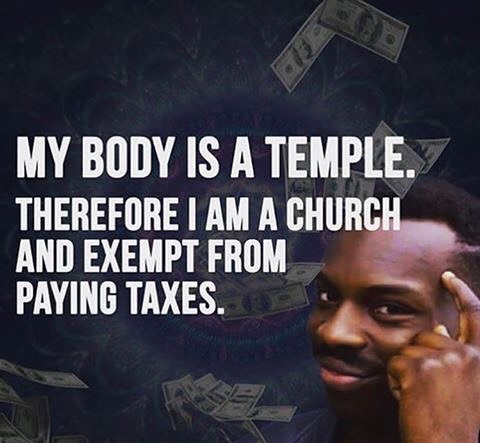 MY BODY IS A TEMPLE.
THEREFORE I AM A CHURCH
AND EXEMPT FROM
PAYING TAXES.